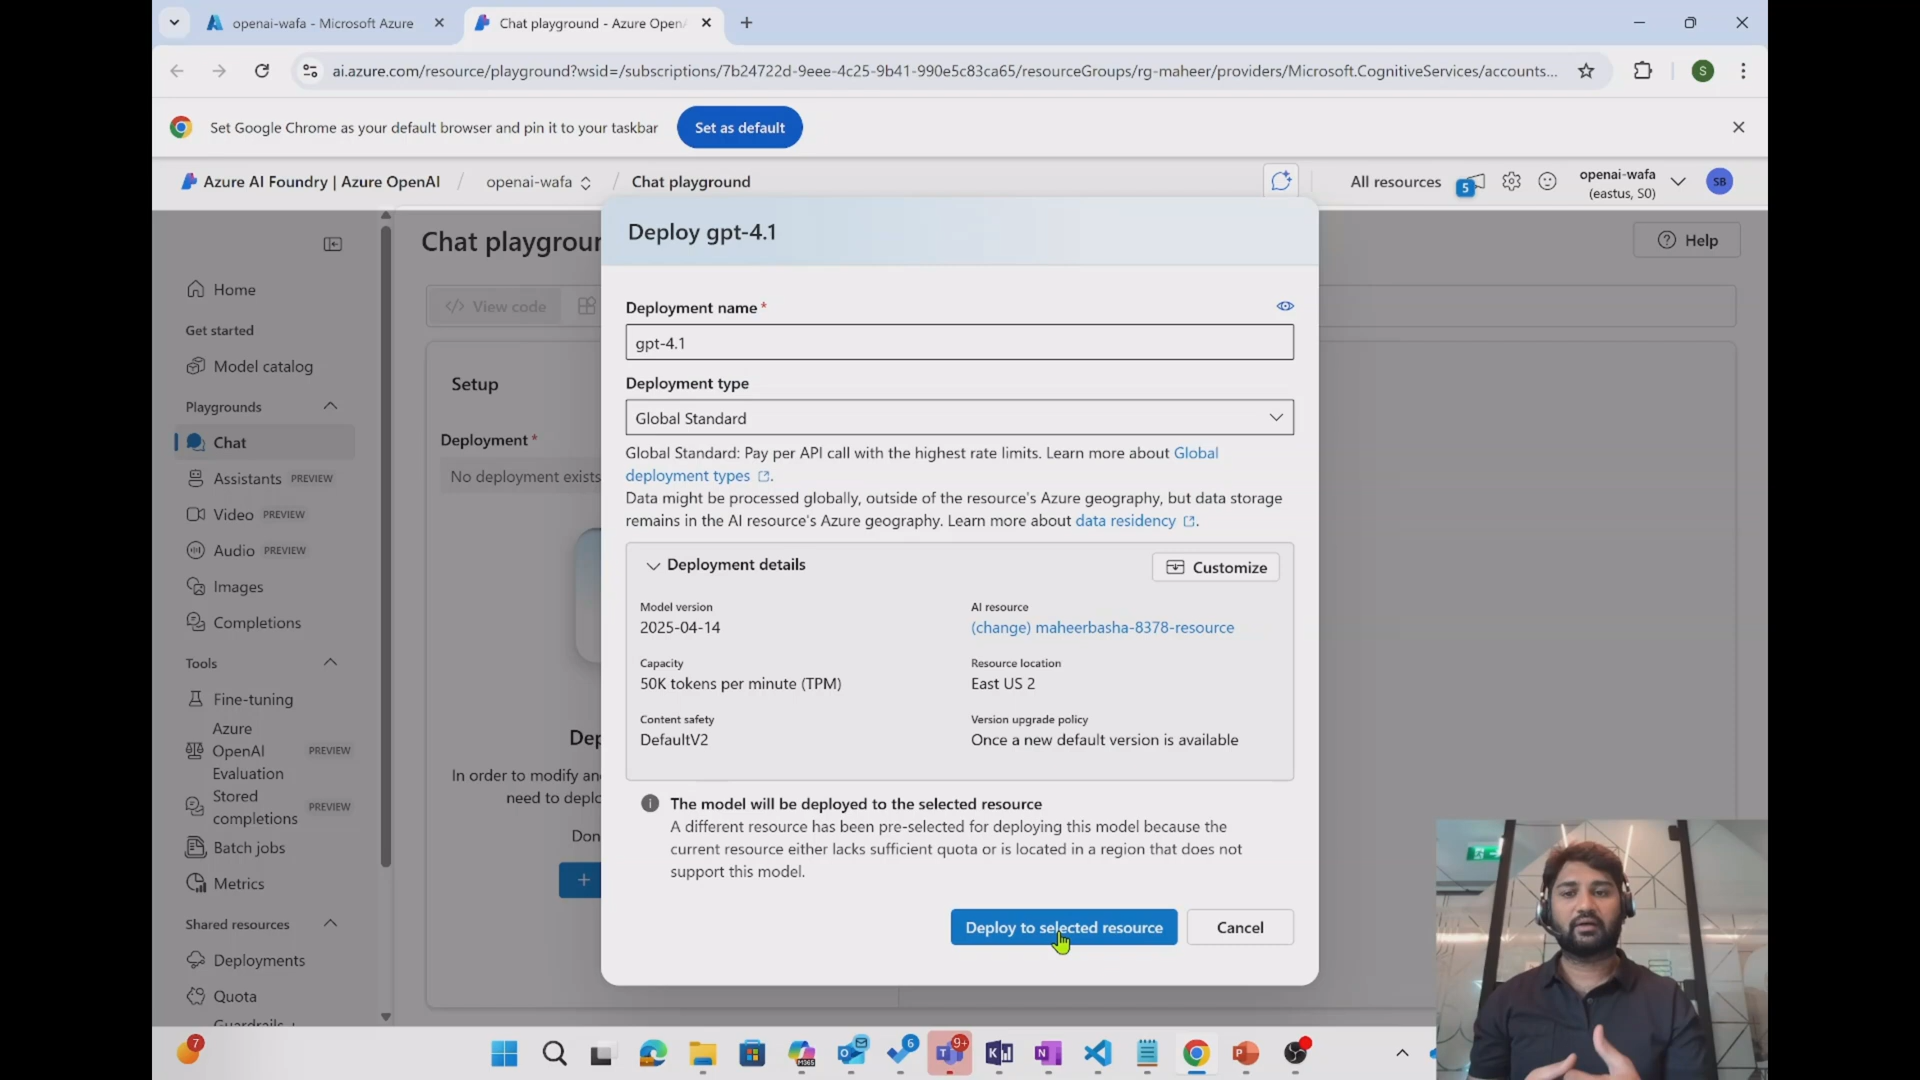 openai-wafa - Microsoft Azure
Chat playground - Azure Open
ai.azure.com/resource/playground?wsid=/subscriptions/7b24722d-9eee-4c25-9b41-990e5c83ca65/resourceGroups/rg-maheer/providers/Microsoft.CognitiveServices/accounts...
S
Set Google Chrome as your default browser and pin it to your taskbar
Set as default
Azure AI Foundry | Azure OpenAI
/ openai-wafa
/ Chat playground
All resources
5
openai-wafa
(eastus, S0)
SB
Home
Get started
Model catalog
Playgrounds
Chat
Assistants PREVIEW
Video PREVIEW
Audio PREVIEW
Images
Completions
Tools
Fine-tuning
Azure
OpenAI
Evaluation
PREVIEW
Stored
completions
PREVIEW
Batch jobs
Metrics
Shared resources
Deployments
Quota
Guardrails +
Chat playgroun
Help
View code
Setup
Deployment *
No deployment exists
Dep
In order to modify an
need to deplo
Don
+
Deploy gpt-4.1
Deployment name *
gpt-4.1
Deployment type
Global Standard
Global Standard: Pay per API call with the highest rate limits. Learn more about Global
deployment types .
Data might be processed globally, outside of the resource's Azure geography, but data storage
remains in the AI resource's Azure geography. Learn more about data residency .
Deployment details
Customize
Model version
2025-04-14
AI resource
(change) maheerbasha-8378-resource
Capacity
50K tokens per minute (TPM)
Resource location
East US 2
Content safety
DefaultV2
Version upgrade policy
Once a new default version is available
The model will be deployed to the selected resource
A different resource has been pre-selected for deploying this model because the
current resource either lacks sufficient quota or is located in a region that does not
support this model.
Deploy to selected resource
Cancel
7
M365
6
9+